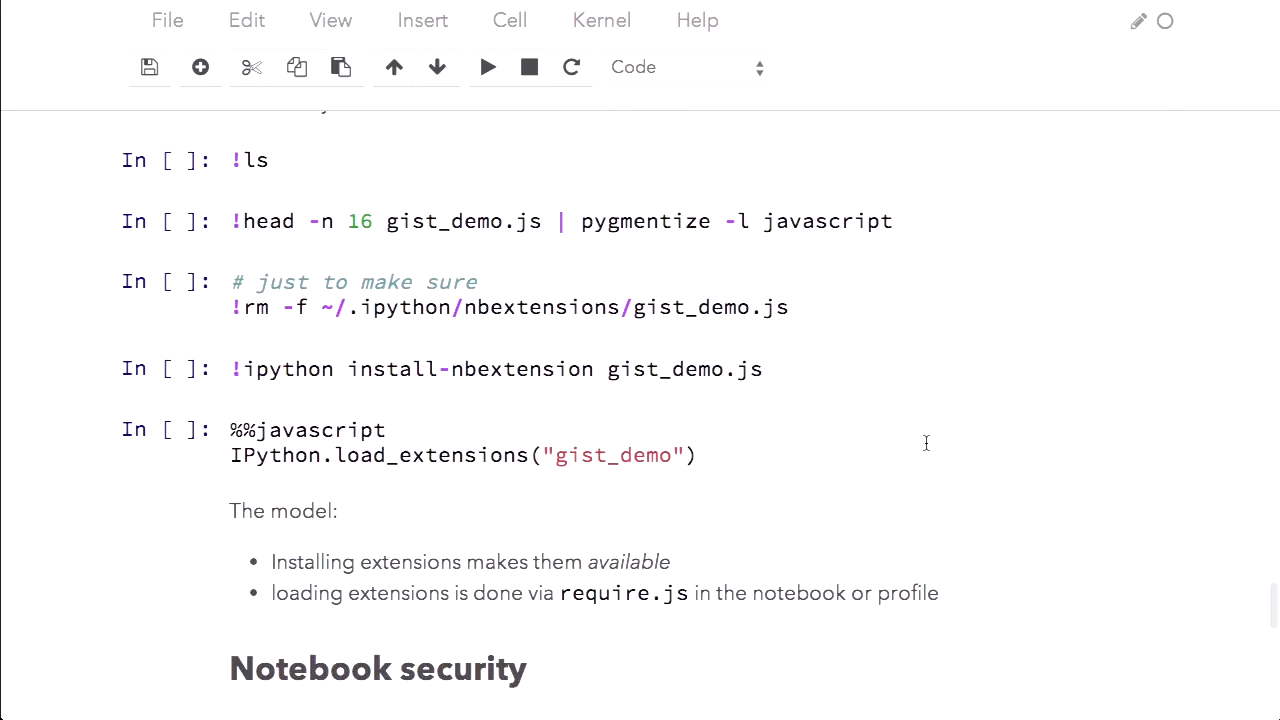 File Edit View Insert Cell Kernel Help
Code
In [ ]: !ls
In [ ]: !head -n 16 gist_demo.js | pygmentize -l javascript
In [ ]: # just to make sure
!rm -f ~/.ipython/nbextensions/gist_demo.js
In [ ]: !ipython install-nbextension gist_demo.js
In [ ]: %%javascript
IPython.load_extensions("gist_demo")
The model:
• Installing extensions makes them available
• loading extensions is done via require.js in the notebook or profile
Notebook security